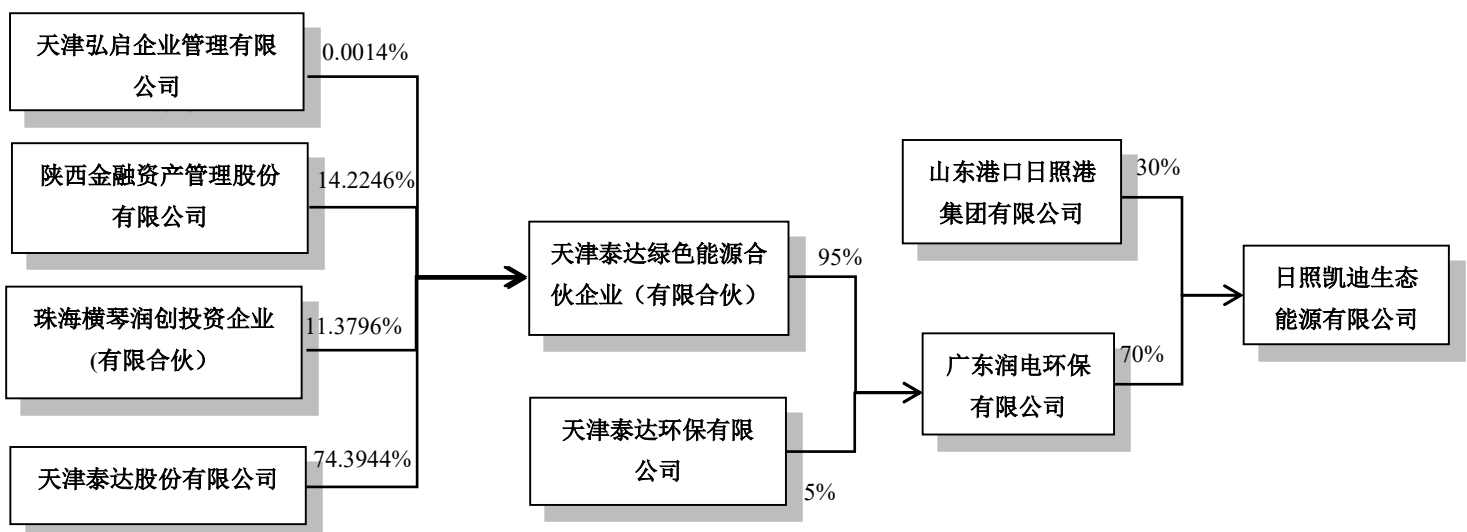 天津弘启企业管理有限
公司
0.0014%
陕西金融资产管理股份
有限公司
14.2246%
珠海横琴润创投资企业
(有限合伙）
11.3796%
天津泰达股份有限公司
74.3944%
天津泰达绿色能源合
伙企业（有限合伙）
95%
天津泰达环保有限
公司
5%
山东港口日照港
集团有限公司
30%
广东润电环保
有限公司
70%
日照凯迪生态
能源有限公司